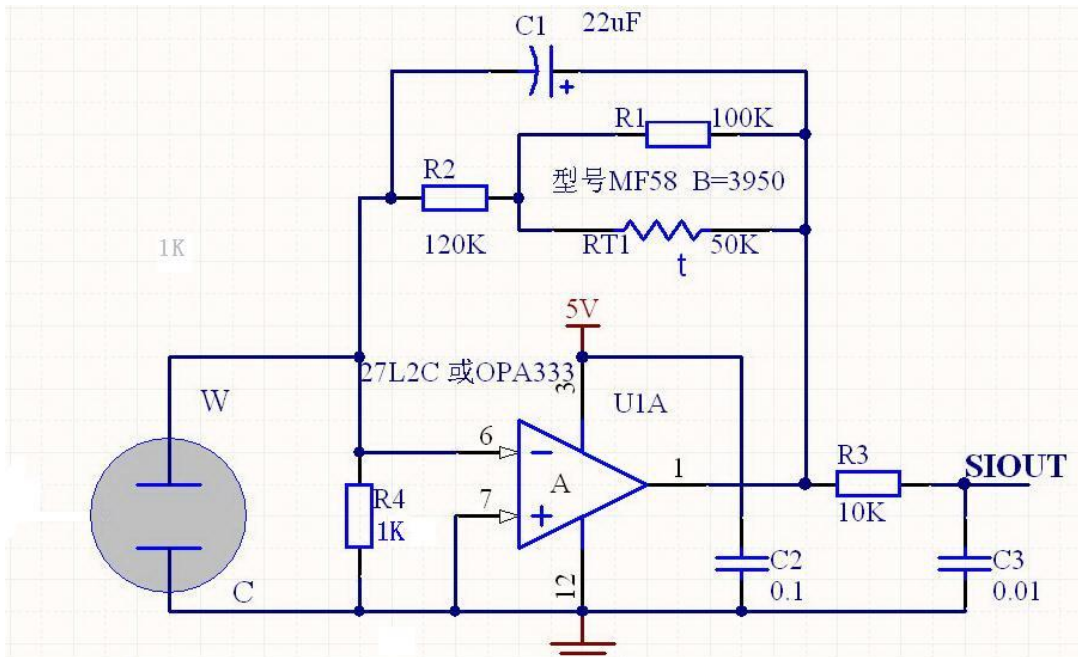 C1 22uF
R1 100K
R2 型号MF58 B=3950
1K 120K RT1 50K
t
5V
27L2C 或OPA333
3
W U1A
6
R3 SIOUT
A 1
R4 7
1K 10K
C2 C3
C 12 0.1 0.01